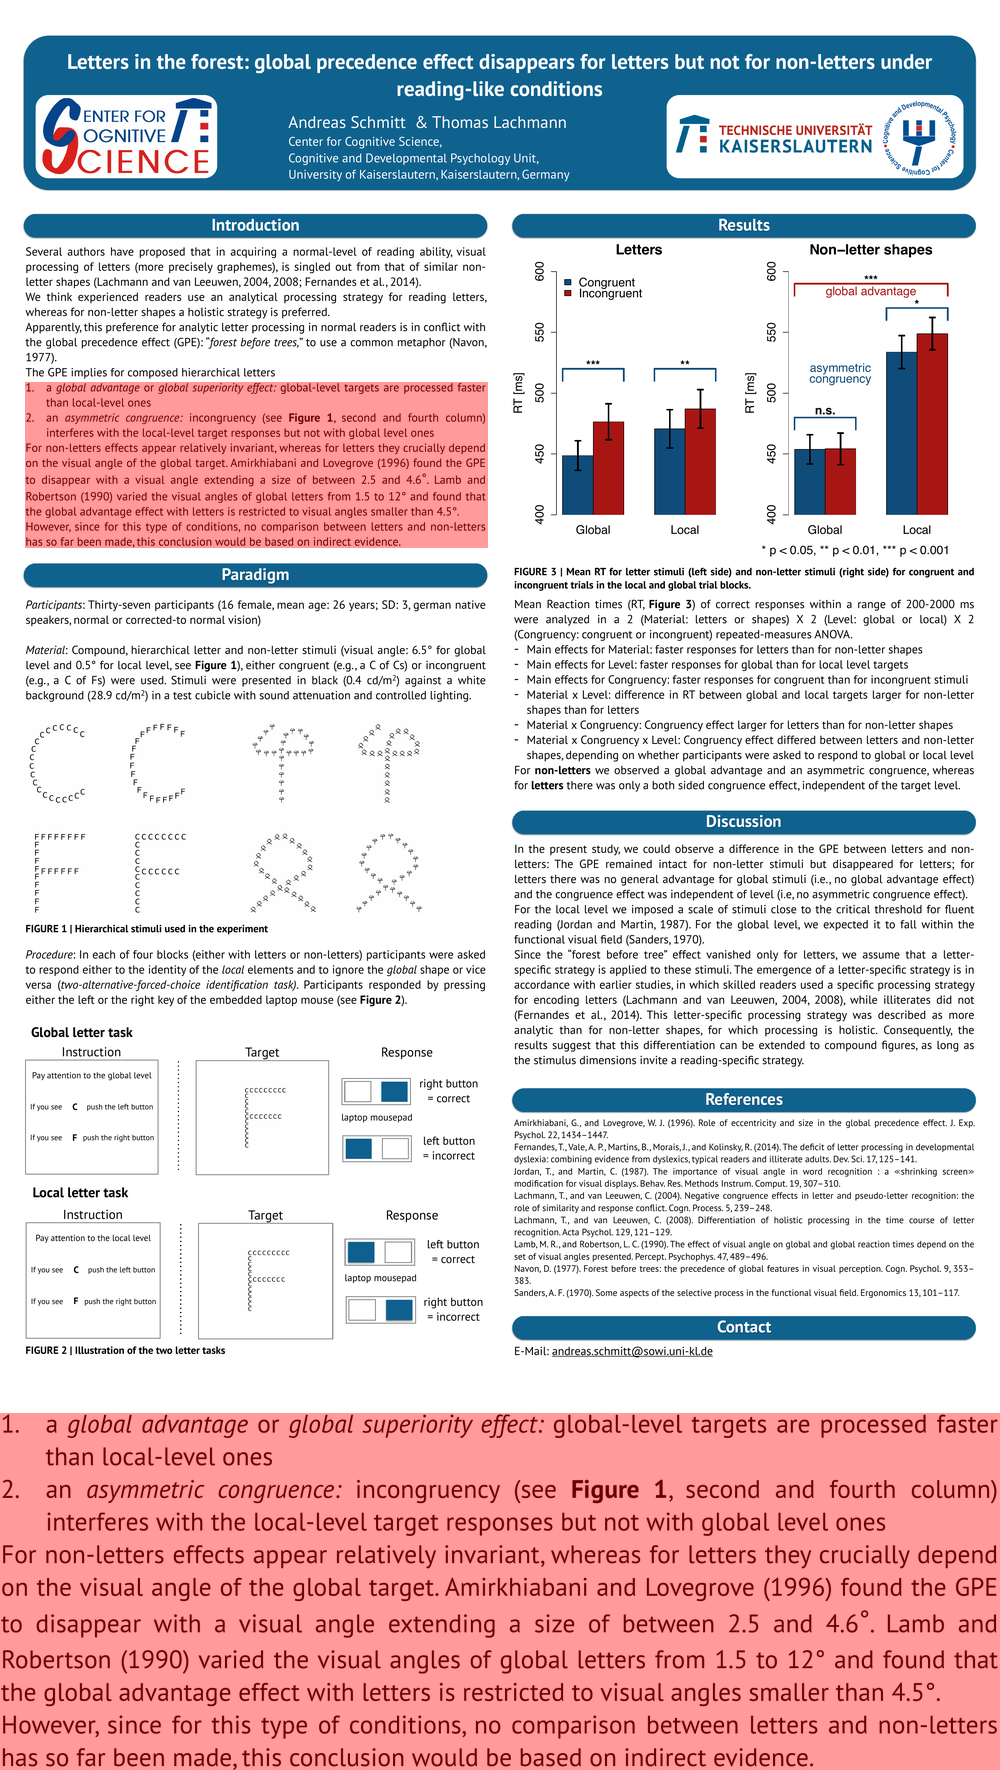 Letters in the forest: global precedence effect disappears for letters but not for non-letters under
reading-like conditions
CENTER FOR
COGNITIVE
SCIENCE
Andreas Schmitt & Thomas Lachmann
Center for Cognitive Science,
Cognitive and Developmental Psychology Unit,
University of Kaiserslautern, Kaiserslautern, Germany
TECHNISCHE UNIVERSITÄT
KAISERSLAUTERN
Cognitive and Developmental Psychology
Center for Cognitive Science
Introduction
Several authors have proposed that in acquiring a normal-level of reading ability, visual
processing of letters (more precisely graphemes), is singled out from that of similar non-
letter shapes (Lachmann and van Leeuwen, 2004, 2008; Fernandes et al., 2014).
We think experienced readers use an analytical processing strategy for reading letters,
whereas for non-letter shapes a holistic strategy is preferred.
Apparently, this preference for analytic letter processing in normal readers is in conflict with
the global precedence effect (GPE): "forest before trees," to use a common metaphor (Navon,
1977).
The GPE implies for composed hierarchical letters
1. a global advantage or global superiority effect: global-level targets are processed faster
than local-level ones
2. an asymmetric congruence: incongruency (see Figure 1, second and fourth column)
interferes with the local-level target responses but not with global level ones
For non-letters effects appear relatively invariant, whereas for letters they crucially depend
on the visual angle of the global target. Amirkhiabani and Lovegrove (1996) found the GPE
to disappear with a visual angle extending a size of between 2.5 and 4.6°. Lamb and
Robertson (1990) varied the visual angles of global letters from 1.5 to 12° and found that
the global advantage effect with letters is restricted to visual angles smaller than 4.5°.
However, since for this type of conditions, no comparison between letters and non-letters
has so far been made, this conclusion would be based on indirect evidence.
Paradigm
Participants: Thirty-seven participants (16 female, mean age: 26 years; SD: 3, german native
speakers, normal or corrected-to normal vision)
Material: Compound, hierarchical letter and non-letter stimuli (visual angle: 6.5° for global
level and 0.5° for local level, see Figure 1), either congruent (e.g., a C of Cs) or incongruent
(e.g., a C of Fs) were used. Stimuli were presented in black (0.4 cd/m²) against a white
background (28.9 cd/m²) in a test cubicle with sound attenuation and controlled lighting.
FIGURE 1 | Hierarchical stimuli used in the experiment
Procedure: In each of four blocks (either with letters or non-letters) participants were asked
to respond either to the identity of the local elements and to ignore the global shape or vice
versa (two-alternative-forced-choice identification task). Participants responded by pressing
either the left or the right key of the embedded laptop mouse (see Figure 2).
Global letter task
Instruction Target Response
Pay attention to the global level
If you see C push the left button
If you see F push the right button
right button
= correct
laptop mousepad
left button
= incorrect
Local letter task
Instruction Target Response
Pay attention to the local level
If you see C push the left button
If you see F push the right button
left button
= correct
laptop mousepad
right button
= incorrect
FIGURE 2 | Illustration of the two letter tasks
Results
Letters
RT [ms]
600
550
500
450
400
Congruent
Incongruent
***
**
Global Local
Non–letter shapes
RT [ms]
600
550
500
450
400
***
global advantage
*
asymmetric
congruency
n.s.
Global Local
* p < 0.05, ** p < 0.01, *** p < 0.001
FIGURE 3 | Mean RT for letter stimuli (left side) and non-letter stimuli (right side) for congruent and
incongruent trials in the local and global trial blocks.
Mean Reaction times (RT, Figure 3) of correct responses within a range of 200-2000 ms
were analyzed in a 2 (Material: letters or shapes) X 2 (Level: global or local) X 2
(Congruency: congruent or incongruent) repeated-measures ANOVA.
- Main effects for Material: faster responses for letters than for non-letter shapes
- Main effects for Level: faster responses for global than for local level targets
- Main effects for Congruency: faster responses for congruent than for incongruent stimuli
- Material x Level: difference in RT between global and local targets larger for non-letter
shapes than for letters
- Material x Congruency: Congruency effect larger for letters than for non-letter shapes
- Material x Congruency x Level: Congruency effect differed between letters and non-letter
shapes, depending on whether participants were asked to respond to global or local level
For non-letters we observed a global advantage and an asymmetric congruence, whereas
for letters there was only a both sided congruence effect, independent of the target level.
Discussion
In the present study, we could observe a difference in the GPE between letters and non-
letters: The GPE remained intact for non-letter stimuli but disappeared for letters; for
letters there was no general advantage for global stimuli (i.e., no global advantage effect)
and the congruence effect was independent of level (i.e, no asymmetric congruence effect).
For the local level we imposed a scale of stimuli close to the critical threshold for fluent
reading (Jordan and Martin, 1987). For the global level, we expected it to fall within the
functional visual field (Sanders, 1970).
Since the "forest before tree" effect vanished only for letters, we assume that a letter-
specific strategy is applied to these stimuli. The emergence of a letter-specific strategy is in
accordance with earlier studies, in which skilled readers used a specific processing strategy
for encoding letters (Lachmann and van Leeuwen, 2004, 2008), while illiterates did not
(Fernandes et al., 2014). This letter-specific processing strategy was described as more
analytic than for non-letter shapes, for which processing is holistic. Consequently, the
results suggest that this differentiation can be extended to compound figures, as long as
the stimulus dimensions invite a reading-specific strategy.
References
Amirkhiabani, G., and Lovegrove, W. J. (1996). Role of eccentricity and size in the global precedence effect. J. Exp.
Psychol. 22, 1434–1447.
Fernandes, T., Vale, A. P., Martins, B., Morais, J., and Kolinsky, R. (2014). The deficit of letter processing in developmental
dyslexia: combining evidence from dyslexics, typical readers and illiterate adults. Dev. Sci. 17, 125–141.
Jordan, T., and Martin, C. (1987). The importance of visual angle in word recognition : a «shrinking screen»
modification for visual displays. Behav. Res. Methods Instrum. Comput. 19, 307–310.
Lachmann, T., and van Leeuwen, C. (2004). Negative congruence effects in letter and pseudo-letter recognition: the
role of similarity and response conflict. Cogn. Process. 5, 239–248.
Lachmann, T., and van Leeuwen, C. (2008). Differentiation of holistic processing in the time course of letter
recognition. Acta Psychol. 129, 121–129.
Lamb, M. R., and Robertson, L. C. (1990). The effect of visual angle on global and global reaction times depend on the
set of visual angles presented. Percept. Psychophys. 47, 489–496.
Navon, D. (1977). Forest before trees: the precedence of global features in visual perception. Cogn. Psychol. 9, 353–
383.
Sanders, A. F. (1970). Some aspects of the selective process in the functional visual field. Ergonomics 13, 101–117.
Contact
E-Mail: andreas.schmitt@sowi.uni-kl.de
1. a global advantage or global superiority effect: global-level targets are processed faster
than local-level ones
2. an asymmetric congruence: incongruency (see Figure 1, second and fourth column)
interferes with the local-level target responses but not with global level ones
For non-letters effects appear relatively invariant, whereas for letters they crucially depend
on the visual angle of the global target. Amirkhiabani and Lovegrove (1996) found the GPE
to disappear with a visual angle extending a size of between 2.5 and 4.6°. Lamb and
Robertson (1990) varied the visual angles of global letters from 1.5 to 12° and found that
the global advantage effect with letters is restricted to visual angles smaller than 4.5°.
However, since for this type of conditions, no comparison between letters and non-letters
has so far been made, this conclusion would be based on indirect evidence.